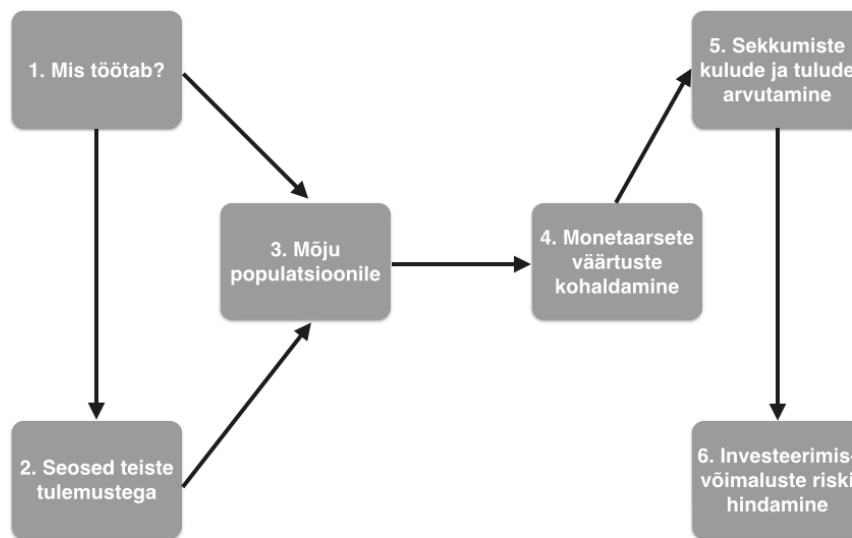 1. Mis töötab?
2. Seosed teiste
tulemustega
3. Mõju
populatsioonile
4. Monetaarsete
väärtuste
kohaldamine
5. Sekkumiste
kulude ja tulude
arvutamine
6. Investeerimis-
võimaluste riski
hindamine